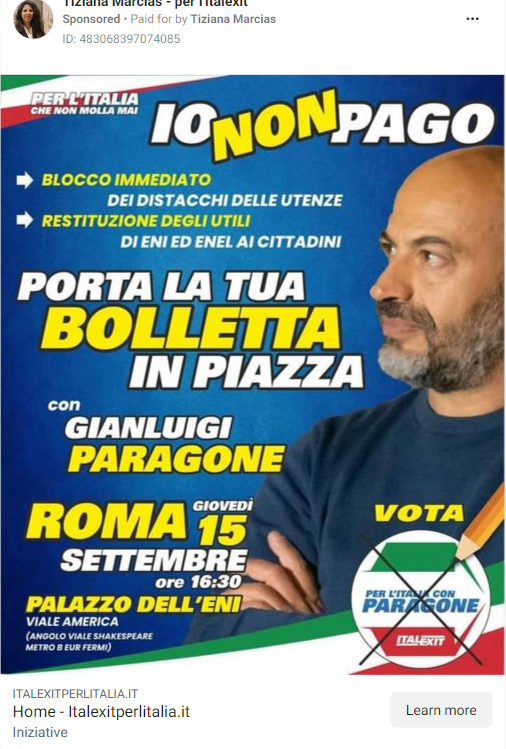 Tiziana Marcias - per l'Italexit
Sponsored • Paid for by Tiziana Marcias
ID: 483068397074085
PER L'ITALIA
CHE NON MOLLA MAI
IO NON PAGO
BLOCCO IMMEDIATO
DEI DISTACCHI DELLE UTENZE
RESTITUZIONE DEGLI UTILI
DI ENI ED ENEL AI CITTADINI
PORTA LA TUA
BOLLETTA
IN PIAZZA
con
GIANLUIGI
PARAGONE
ROMA GIOVEDÌ 15
SETTEMBRE
ore 16:30
PALAZZO DELL'ENI
VIALE AMERICA
(ANGOLO VIALE SHAKESPEARE
METRO B EUR FERMI)
VOTA
PER L'ITALIA CON
PARAGONE
ITALEXIT
ITALEXITPERLITALIA.IT
Home - Italexitperlitalia.it
Iniziative
Learn more